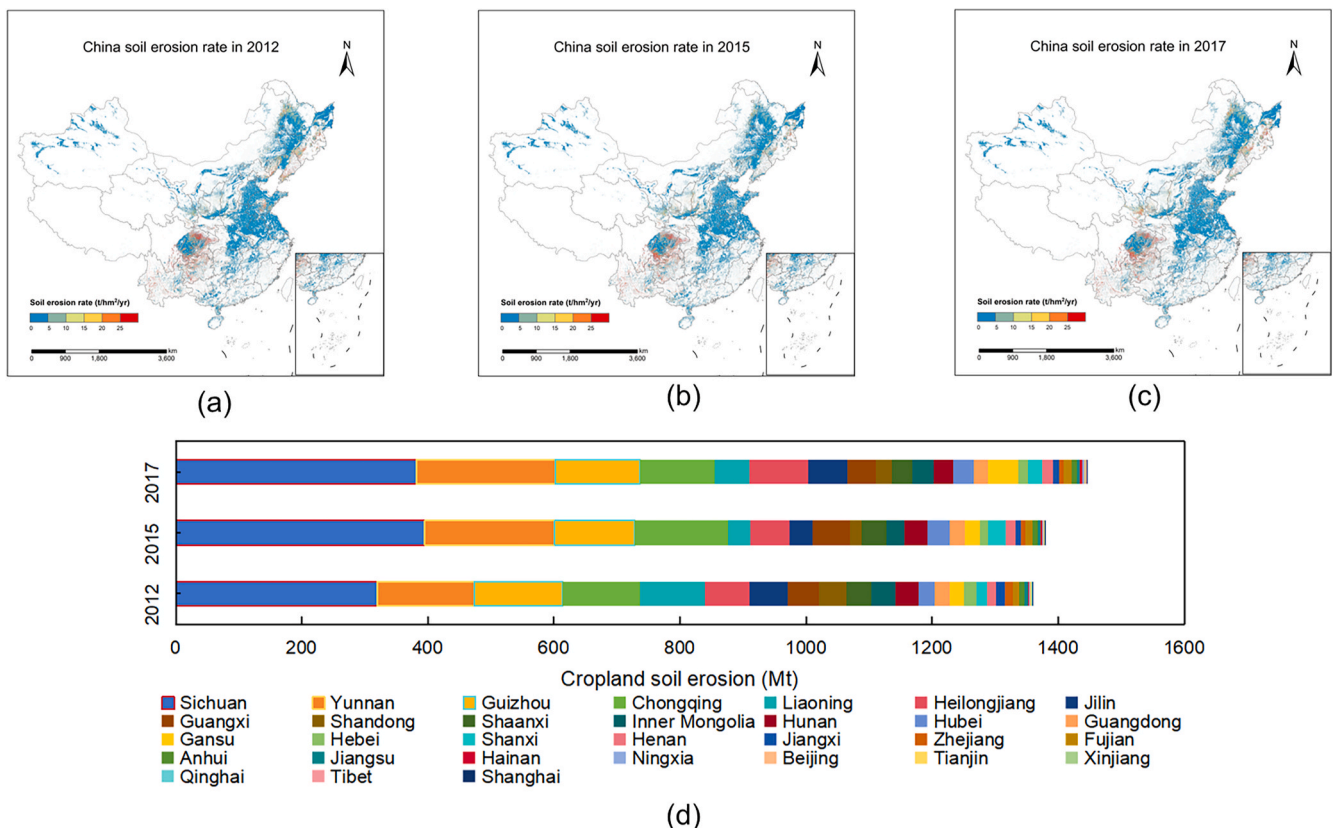 China soil erosion rate in 2012
N
Soil erosion rate (t/hm²/yr)
0 5 10 15 20 25
km
0 900 1,800 3,600
(a)
China soil erosion rate in 2015
N
Soil erosion rate (t/hm²/yr)
0 5 10 15 20 25
km
0 900 1,800 3,600
(b)
China soil erosion rate in 2017
N
Soil erosion rate (t/hm²/yr)
0 5 10 15 20 25
km
0 900 1,800 3,600
(c)
2017
2015
2012
0 200 400 600 800 1000 1200 1400 1600
Cropland soil erosion (Mt)
Sichuan Yunnan Guizhou Chongqing Liaoning Heilongjiang Jilin
Guangxi Shandong Shaanxi Inner Mongolia Hunan Hubei Guangdong
Gansu Hebei Shanxi Henan Jiangxi Zhejiang Fujian
Anhui Jiangsu Hainan Ningxia Beijing Tianjin Xinjiang
Qinghai Tibet Shanghai
(d)